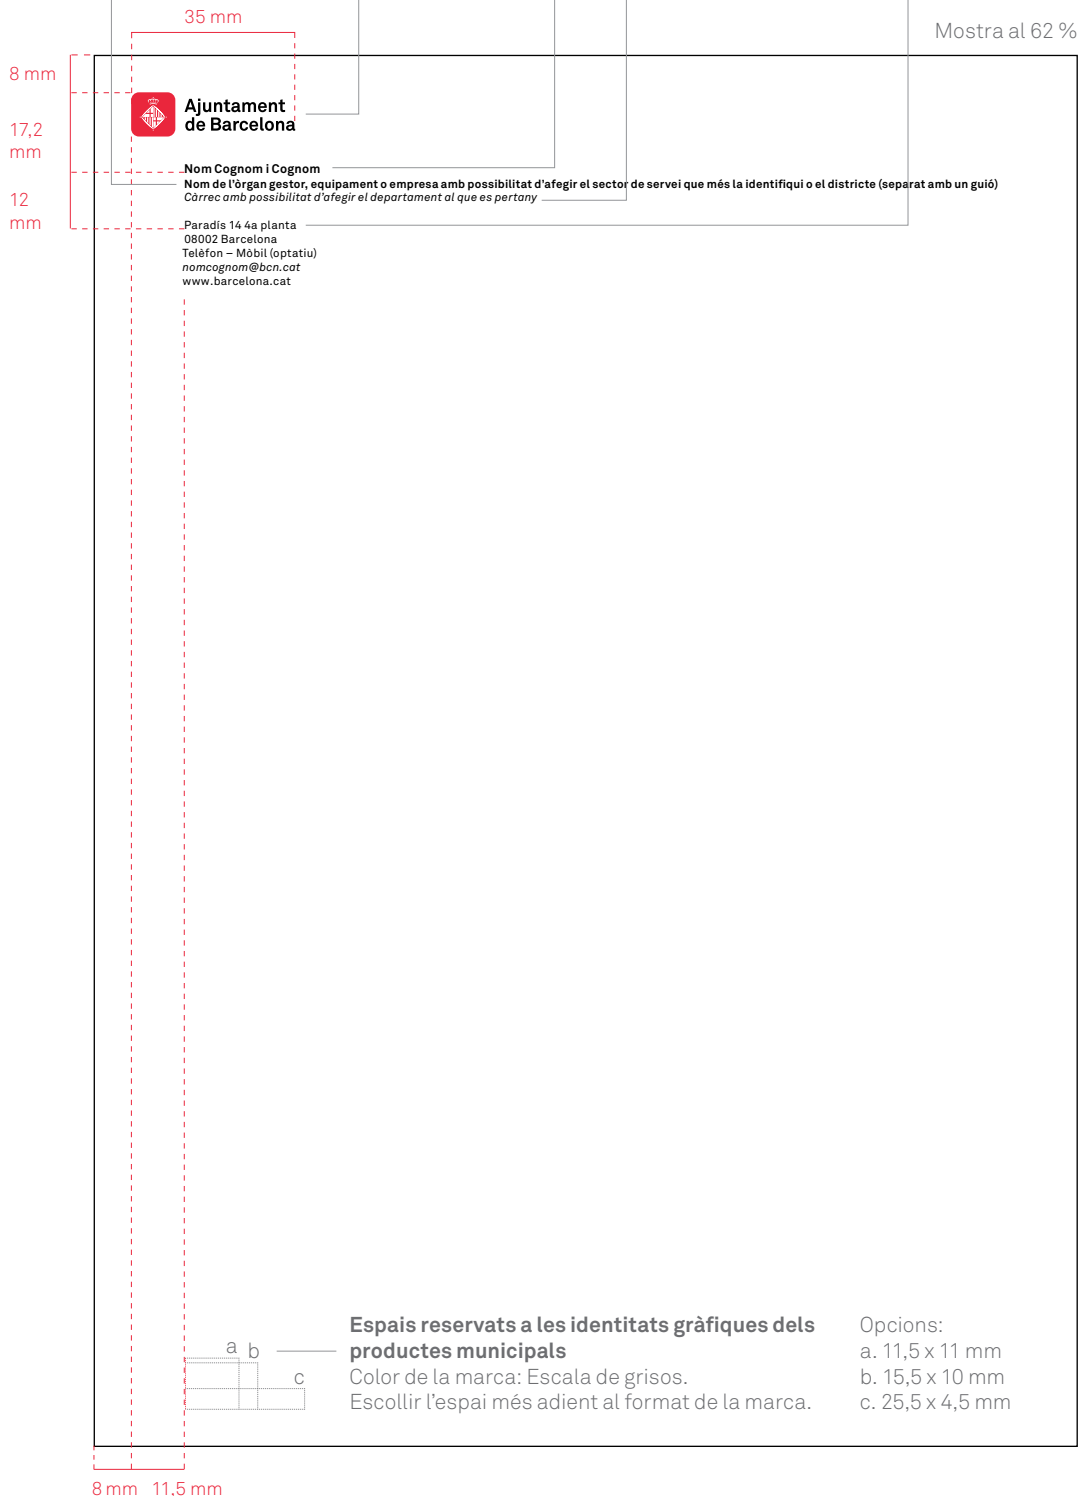 35 mm
Mostra al 62 %
8 mm
17,2
mm
12
mm
Ajuntament
de Barcelona
Nom Cognom i Cognom
Nom de l'òrgan gestor, equipament o empresa amb possibilitat d'afegir el sector de servei que més la identifiqui o el districte (separat amb un guió)
Càrrec amb possibilitat d'afegir el departament al que es pertany
Paradís 14 4a planta
08002 Barcelona
Telèfon – Mòbil (optatiu)
nomcognom@bcn.cat
www.barcelona.cat
a b
c
Espais reservats a les identitats gràfiques dels
productes municipals
Color de la marca: Escala de grisos.
Escollir l'espai més adient al format de la marca.
Opcions:
a. 11,5 x 11 mm
b. 15,5 x 10 mm
c. 25,5 x 4,5 mm
8 mm 11,5 mm